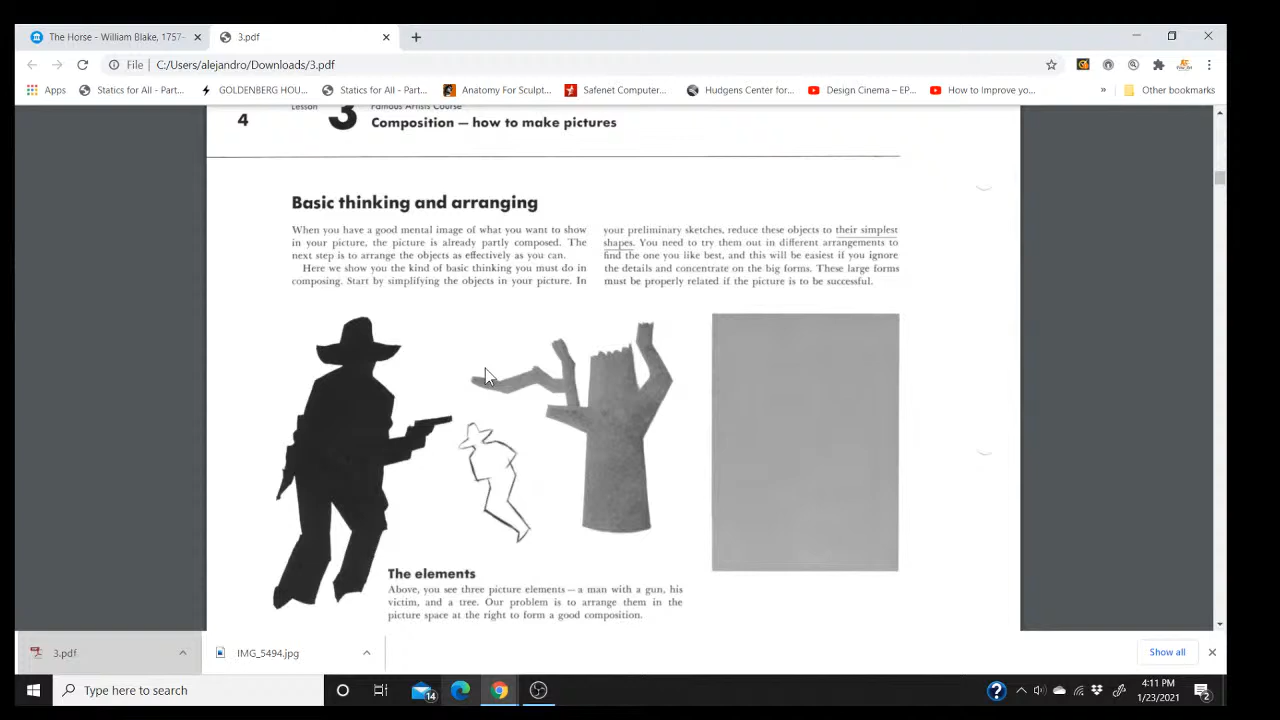 The Horse - William Blake, 1757-
3.pdf
File
C:/Users/alejandro/Downloads/3.pdf
Apps
Statics for All - Part...
GOLDENBERG HOU...
Statics for All - Part...
Anatomy For Sculpt...
Safenet Computer...
Hudgens Center for...
Design Cinema – EP...
How to Improve yo...
»
Other bookmarks
4
Lesson
3
Famous Artists Course
Composition — how to make pictures
Basic thinking and arranging
When you have a good mental image of what you want to show
in your picture, the picture is already partly composed. The
next step is to arrange the objects as effectively as you can.
Here we show you the kind of basic thinking you must do in
composing. Start by simplifying the objects in your picture. In
your preliminary sketches, reduce these objects to their simplest
shapes. You need to try them out in different arrangements to
find the one you like best, and this will be easiest if you ignore
the details and concentrate on the big forms. These large forms
must be properly related if the picture is to be successful.
The elements
Above, you see three picture elements — a man with a gun, his
victim, and a tree. Our problem is to arrange them in the
picture space at the right to form a good composition.
3.pdf
IMG_5494.jpg
Show all
Type here to search
14
4:11 PM
1/23/2021
2